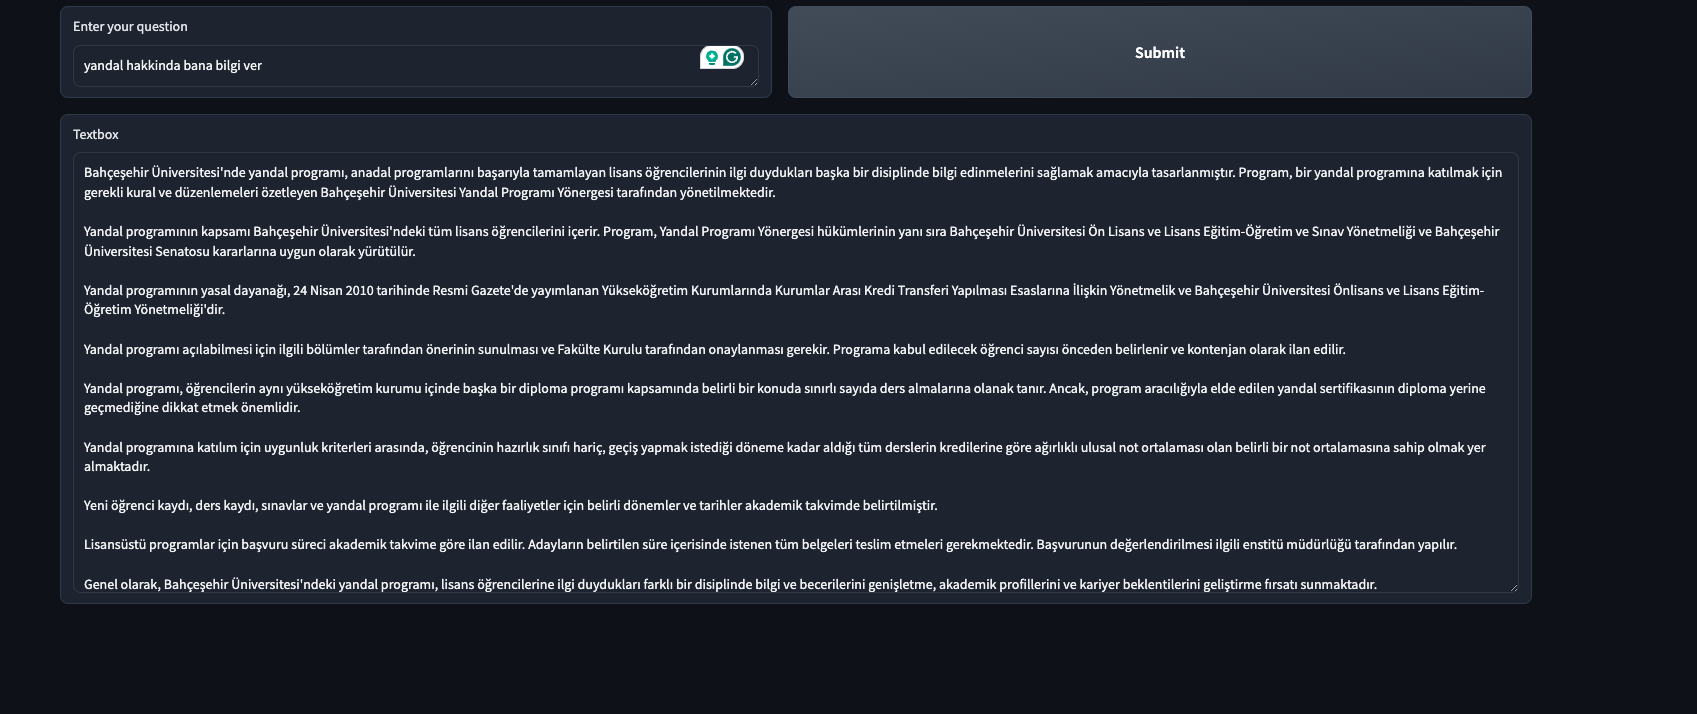 Enter your question
yandal hakkinda bana bilgi ver
Submit
Textbox
Bahçeşehir Üniversitesi'nde yandal programı, anadal programlarını başarıyla tamamlayan lisans öğrencilerinin ilgi duydukları başka bir disiplinde bilgi edinmelerini sağlamak amacıyla tasarlanmıştır. Program, bir yandal programına katılmak için
gerekli kural ve düzenlemeleri özetleyen Bahçeşehir Üniversitesi Yandal Programı Yönergesi tarafından yönetilmektedir.
Yandal programının kapsamı Bahçeşehir Üniversitesi'ndeki tüm lisans öğrencilerini içerir. Program, Yandal Programı Yönergesi hükümlerinin yanı sıra Bahçeşehir Üniversitesi Ön Lisans ve Lisans Eğitim-Öğretim ve Sınav Yönetmeliği ve Bahçeşehir
Üniversitesi Senatosu kararlarına uygun olarak yürütülür.
Yandal programının yasal dayanağı, 24 Nisan 2010 tarihinde Resmi Gazete'de yayımlanan Yükseköğretim Kurumlarında Kurumlar Arası Kredi Transferi Yapılması Esaslarına İlişkin Yönetmelik ve Bahçeşehir Üniversitesi Önlisans ve Lisans Eğitim-
Öğretim Yönetmeliği'dir.
Yandal programı açılabilmesi için ilgili bölümler tarafından önerinin sunulması ve Fakülte Kurulu tarafından onaylanması gerekir. Programa kabul edilecek öğrenci sayısı önceden belirlenir ve kontenjan olarak ilan edilir.
Yandal programı, öğrencilerin aynı yükseköğretim kurumu içinde başka bir diploma programı kapsamında belirli bir konuda sınırlı sayıda ders almalarına olanak tanır. Ancak, program aracılığıyla elde edilen yandal sertifikasının diploma yerine
geçmediğine dikkat etmek önemlidir.
Yandal programına katılım için uygunluk kriterleri arasında, öğrencinin hazırlık sınıfı hariç, geçiş yapmak istediği döneme kadar aldığı tüm derslerin kredilerine göre ağırlıklı ulusal not ortalaması olan belirli bir not ortalamasına sahip olmak yer
almaktadır.
Yeni öğrenci kaydı, ders kaydı, sınavlar ve yandal programı ile ilgili diğer faaliyetler için belirli dönemler ve tarihler akademik takvimde belirtilmiştir.
Lisansüstü programlar için başvuru süreci akademik takvime göre ilan edilir. Adayların belirtilen süre içerisinde istenen tüm belgeleri teslim etmeleri gerekmektedir. Başvurunun değerlendirilmesi ilgili enstitü müdürlüğü tarafından yapılır.
Genel olarak, Bahçeşehir Üniversitesi'ndeki yandal programı, lisans öğrencilerine ilgi duydukları farklı bir disiplinde bilgi ve becerilerini genişletme, akademik profillerini ve kariyer beklentilerini geliştirme fırsatı sunmaktadır.